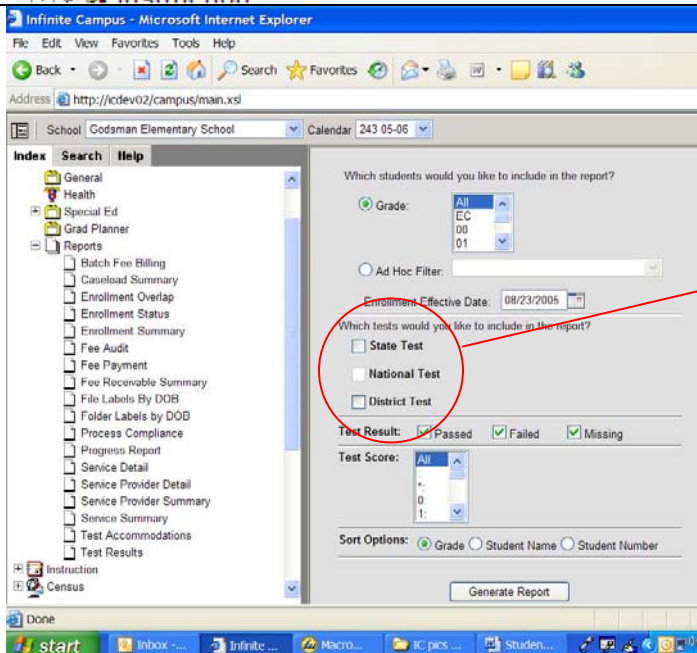 Infinite Campus - Microsoft Internet Explorer
File Edit View Favorites Tools Help
Back Search Favorites
Address http://icdev02/campus/main.xsl
School Godsman Elementary School Calendar 243 05-06
Index Search Help
General
Health
Special Ed
Grad Planner
Reports
Batch Fee Billing
Caseload Summary
Enrollment Overlap
Enrollment Status
Enrollment Summary
Fee Audit
Fee Payment
Fee Receivable Summary
File Labels By DOB
Folder Labels by DOB
Process Compliance
Progress Report
Service Detail
Service Provider Detail
Service Provider Summary
Service Summary
Test Accommodations
Test Results
Instruction
Census
Which students would you like to include in the report?
Grade: All
EC
00
01
Ad Hoc Filter:
Enrollment Effective Date: 08/23/2005
Which tests would you like to include in the report?
State Test
National Test
District Test
Test Result: Passed Failed Missing
Test Score: All
*:
0:
1:
Sort Options: Grade Student Name Student Number
Generate Report
Done
start Inbox -... Infinite ... Macro... IC pics ... Studen...